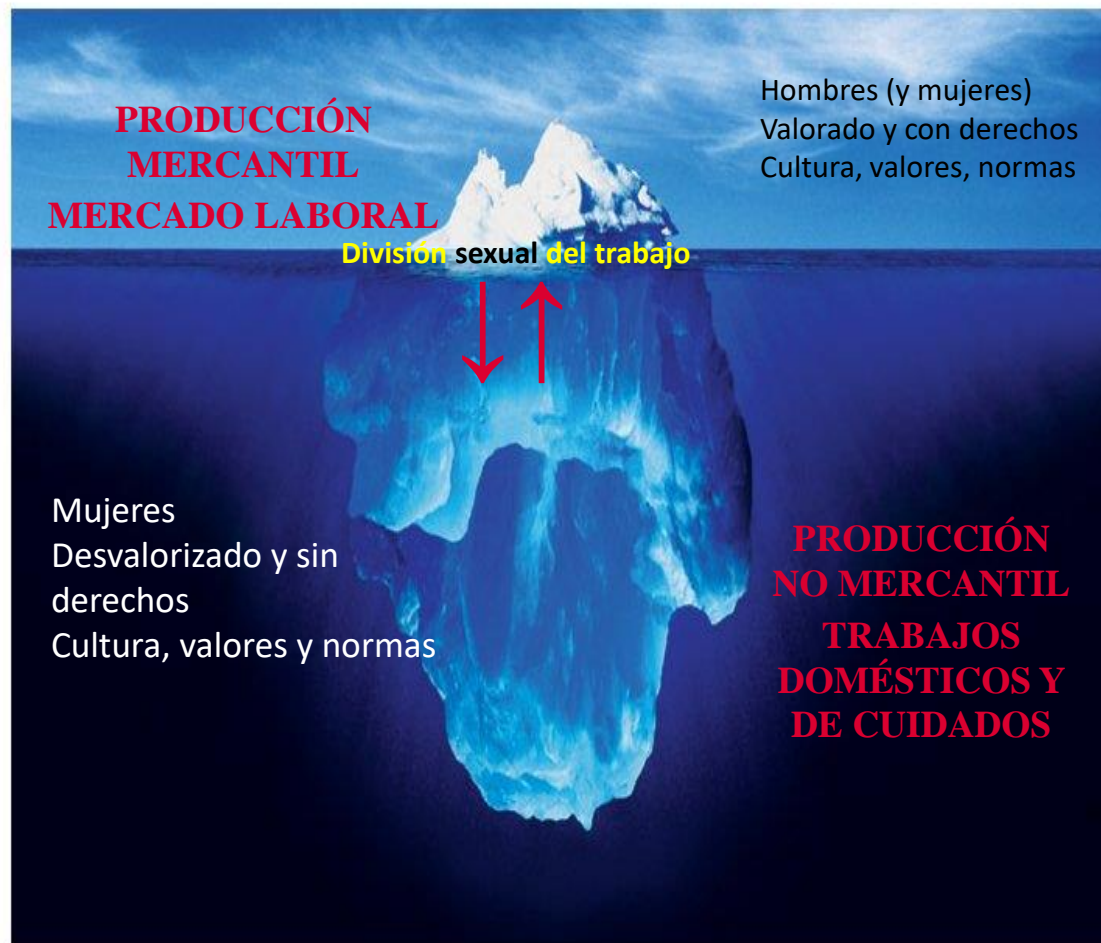 PRODUCCIÓN
MERCANTIL
MERCADO LABORAL
Hombres (y mujeres)
Valorado y con derechos
Cultura, valores, normas
División sexual del trabajo
Mujeres
Desvalorizado y sin
derechos
Cultura, valores y normas
PRODUCCIÓN
NO MERCANTIL
TRABAJOS
DOMÉSTICOS Y
DE CUIDADOS